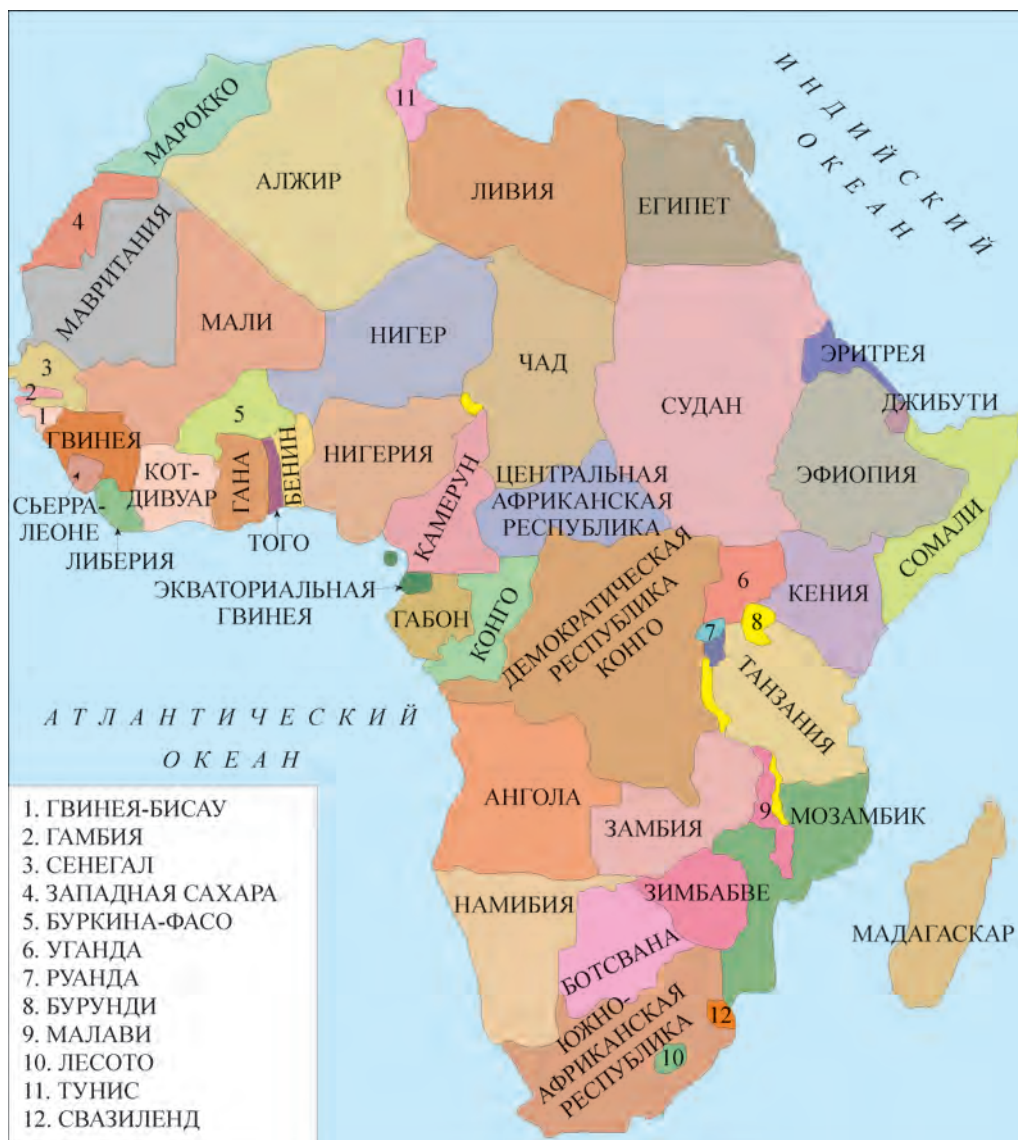 ИНДИЙСКИЙ
ОКЕАН
МАРОККО
11
АЛЖИР
ЛИВИЯ
ЕГИПЕТ
4
МАВРИТАНИЯ
МАЛИ
НИГЕР
ЧАД
СУДАН
ЭРИТРЕЯ
ДЖИБУТИ
3
2
1
5
ГВИНЕЯ
КОТ-
ДИВУАР
ГАНА
БЕНИН
НИГЕРИЯ
КАМЕРУН
ЦЕНТРАЛЬНАЯ
АФРИКАНСКАЯ
РЕСПУБЛИКА
ЭФИОПИЯ
СОМАЛИ
СЬЕРРА-
ЛЕОНЕ
ЛИБЕРИЯ
ТОГО
ЭКВАТОРИАЛЬНАЯ
ГВИНЕЯ
ГАБОН
КОНГО
ДЕМОКРАТИЧЕСКАЯ
РЕСПУБЛИКА
КОНГО
6
КЕНИЯ
7
8
ТАНЗАНИЯ
АТЛАНТИЧЕСКИЙ
ОКЕАН
АНГОЛА
ЗАМБИЯ
9
МОЗАМБИК
НАМИБИЯ
ЗИМБАБВЕ
БОТСВАНА
МАДАГАСКАР
ЮЖНО-
АФРИКАНСКАЯ
РЕСПУБЛИКА
12
10
1. ГВИНЕЯ-БИСАУ
2. ГАМБИЯ
3. СЕНЕГАЛ
4. ЗАПАДНАЯ САХАРА
5. БУРКИНА-ФАСО
6. УГАНДА
7. РУАНДА
8. БУРУНДИ
9. МАЛАВИ
10. ЛЕСОТО
11. ТУНИС
12. СВАЗИЛЕНД